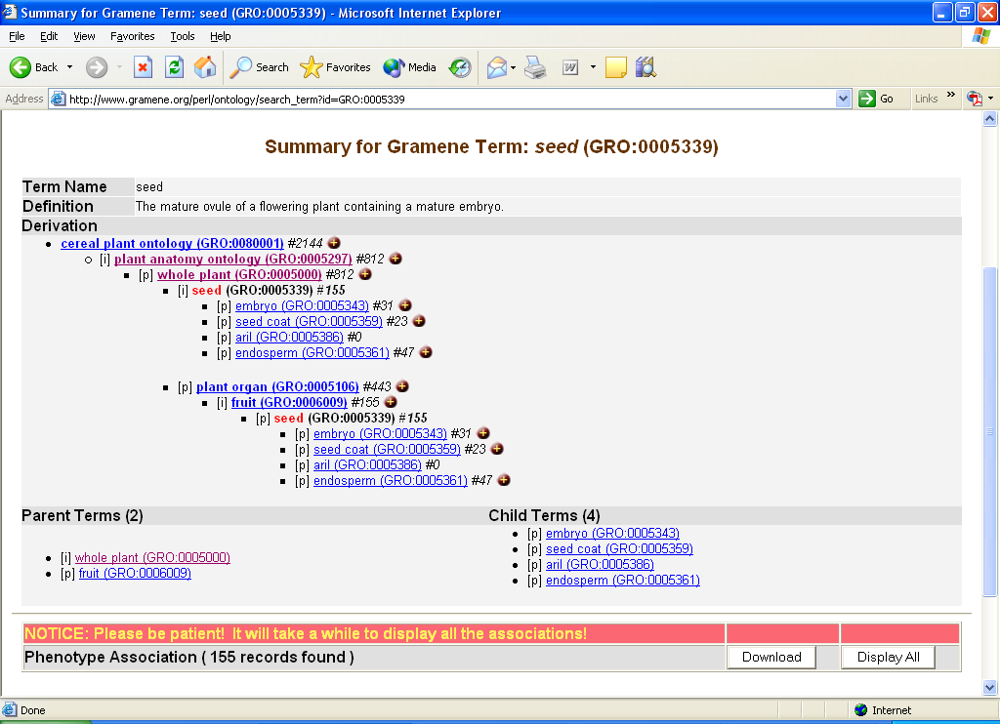 Summary for Gramene Term: seed (GRO:0005339) - Microsoft Internet Explorer
File Edit View Favorites Tools Help
Back Search Favorites Media
Address http://www.gramene.org/perl/ontology/search_term?id=GRO:0005339 Go Links »
Summary for Gramene Term: seed (GRO:0005339)
Term Name seed
Definition The mature ovule of a flowering plant containing a mature embryo.
Derivation
cereal plant ontology (GRO:0080001) #2144
[i] plant anatomy ontology (GRO:0005297) #812
[p] whole plant (GRO:0005000) #812
[i] seed (GRO:0005339) #155
[p] embryo (GRO:0005343) #31
[p] seed coat (GRO:0005359) #23
[p] aril (GRO:0005386) #0
[p] endosperm (GRO:0005361) #47
[p] plant organ (GRO:0005106) #443
[i] fruit (GRO:0006009) #155
[p] seed (GRO:0005339) #155
[p] embryo (GRO:0005343) #31
[p] seed coat (GRO:0005359) #23
[p] aril (GRO:0005386) #0
[p] endosperm (GRO:0005361) #47
Parent Terms (2)
[i] whole plant (GRO:0005000)
[p] fruit (GRO:0006009)
Child Terms (4)
[p] embryo (GRO:0005343)
[p] seed coat (GRO:0005359)
[p] aril (GRO:0005386)
[p] endosperm (GRO:0005361)
NOTICE: Please be patient! It will take a while to display all the associations!
Phenotype Association ( 155 records found ) Download Display All
Done Internet